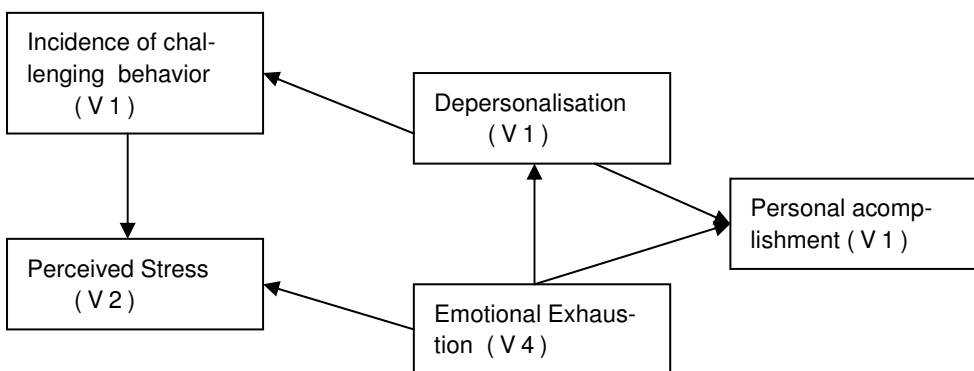 Incidence of chal-
lenging behavior
( V 1 )
Depersonalisation
( V 1 )
Personal acomp-
lishment ( V 1 )
Perceived Stress
( V 2 )
Emotional Exhaus-
tion ( V 4 )